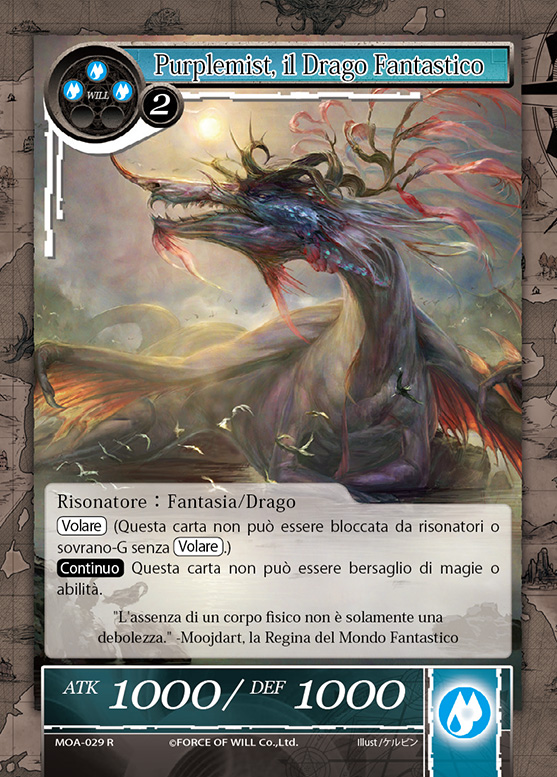 Purplemist, il Drago Fantastico
WILL
2
Risonatore : Fantasia/Drago
Volare (Questa carta non può essere bloccata da risonatori o
sovrano-G senza Volare.)
Continuo Questa carta non può essere bersaglio di magie o
abilità.
"L'assenza di un corpo fisico non è solamente una
debolezza." -Moojdart, la Regina del Mondo Fantastico
ATK 1000/ DEF 1000
MOA-029 R ©FORCE OF WILL Co.,Ltd. Illust/ケルビン